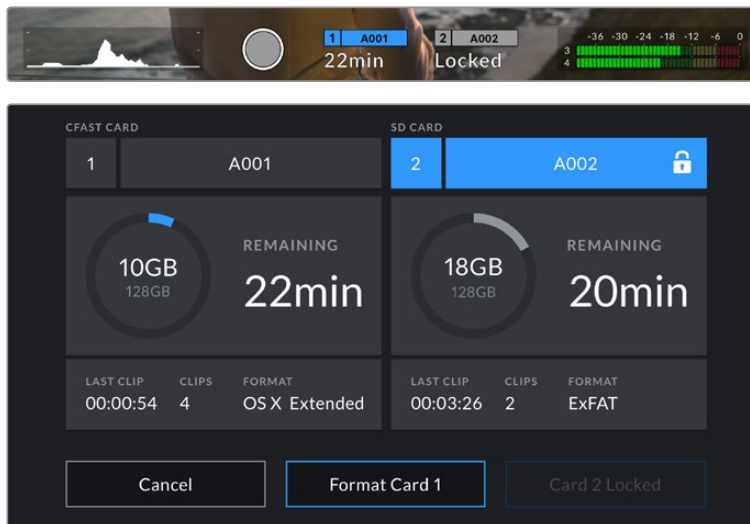 1 A001 2 A002 -36 -30 -24 -18 -12 -6 0
22min Locked 3
4
CFAST CARD SD CARD
1 A001 2 A002
REMAINING REMAINING
10GB 18GB
128GB 22min 128GB 20min
LAST CLIP CLIPS FORMAT LAST CLIP CLIPS FORMAT
00:00:54 4 OS X Extended 00:03:26 2 ExFAT
Cancel Format Card 1 Card 2 Locked